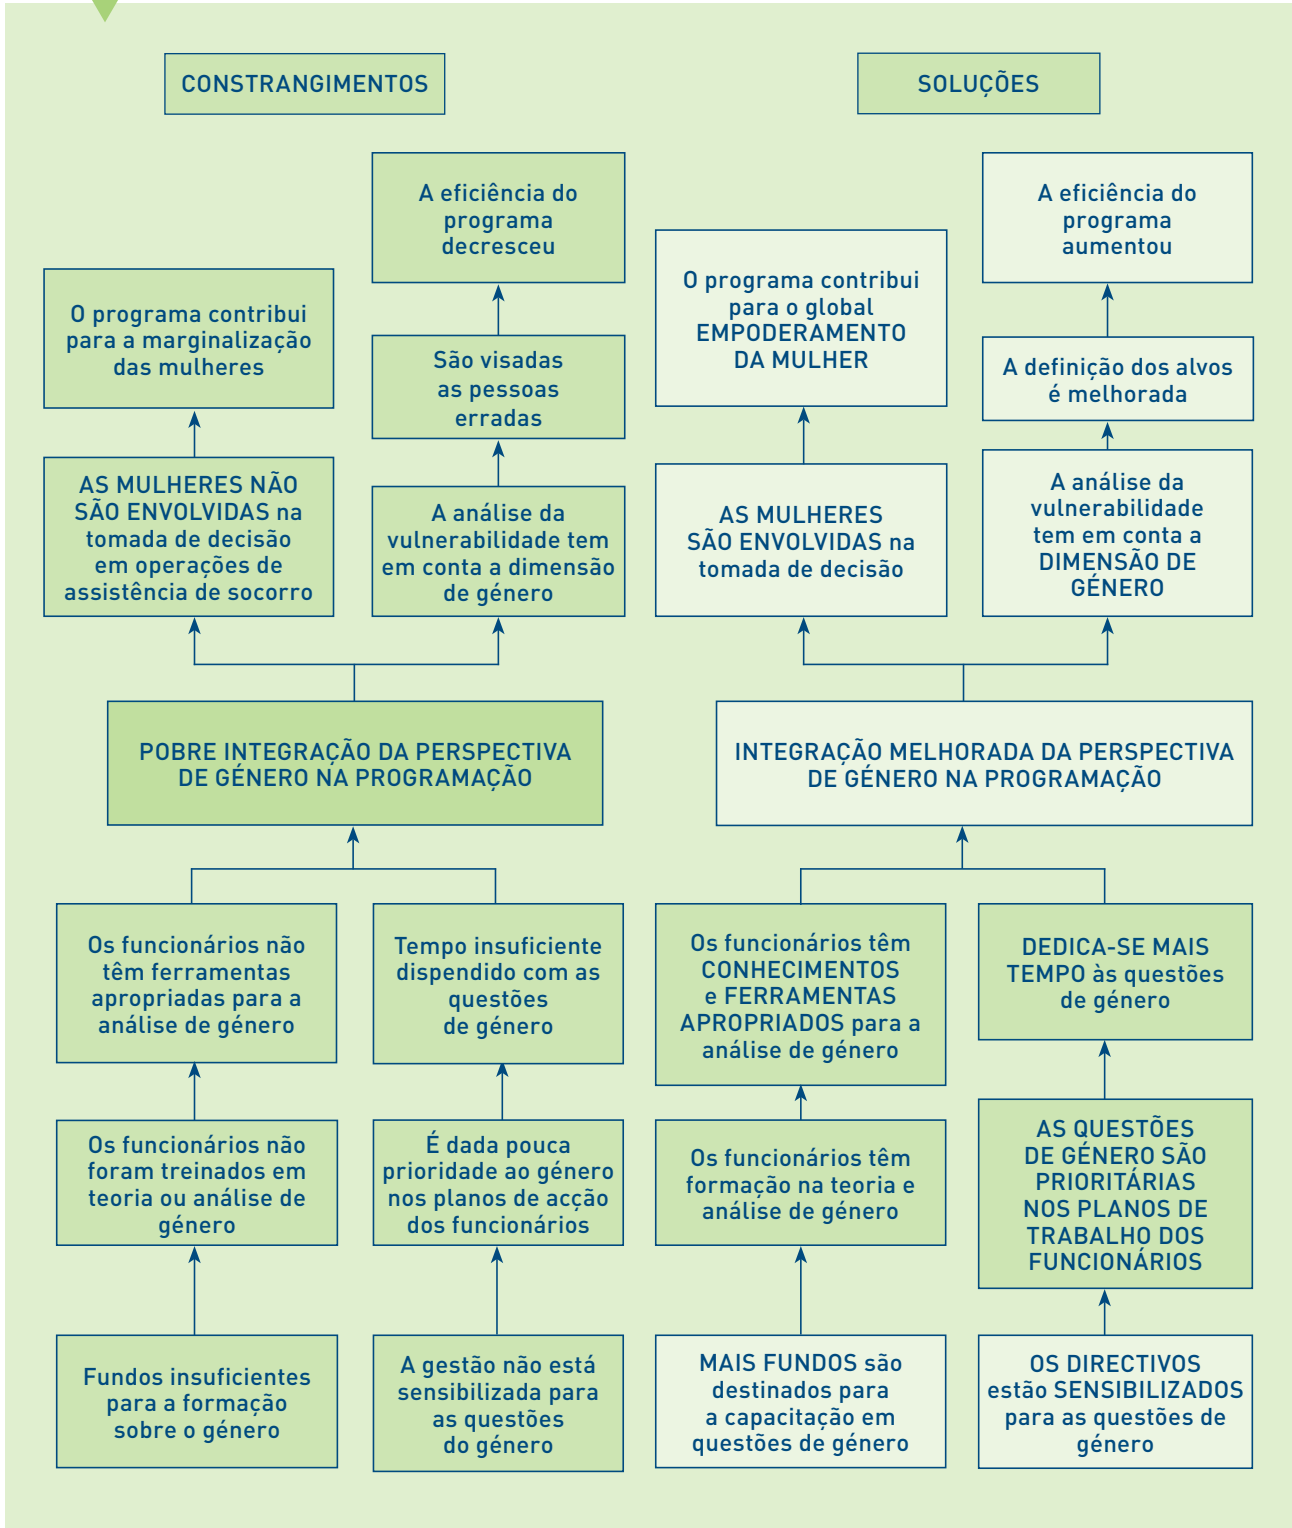 CONSTRANGIMENTOS
A eficiência do
programa
decresceu
O programa contribui
para a marginalização
das mulheres
São visadas
as pessoas
erradas
AS MULHERES NÃO
SÃO ENVOLVIDAS na
tomada de decisão
em operações de
assistência de socorro
A análise da
vulnerabilidade tem
em conta a dimensão
de género
POBRE INTEGRAÇÃO DA PERSPECTIVA
DE GÉNERO NA PROGRAMAÇÃO
Os funcionários não
têm ferramentas
apropriadas para a
análise de género
Tempo insuficiente
dispendido com as
questões
de género
Os funcionários não
foram treinados em
teoria ou análise de
género
É dada pouca
prioridade ao género
nos planos de acção
dos funcionários
Fundos insuficientes
para a formação
sobre o género
A gestão não está
sensibilizada para
as questões
do género
SOLUÇÕES
A eficiência do
programa
aumentou
O programa contribui
para o global
EMPODERAMENTO
DA MULHER
A definição dos alvos
é melhorada
AS MULHERES
SÃO ENVOLVIDAS na
tomada de decisão
A análise da
vulnerabilidade
tem em conta a
DIMENSÃO DE
GÉNERO
INTEGRAÇÃO MELHORADA DA PERSPECTIVA
DE GÉNERO NA PROGRAMAÇÃO
Os funcionários têm
CONHECIMENTOS
e FERRAMENTAS
APROPRIADOS para a
análise de género
DEDICA-SE MAIS
TEMPO às questões
de género
Os funcionários têm
formação na teoria e
análise de género
AS QUESTÕES
DE GÉNERO SÃO
PRIORITÁRIAS
NOS PLANOS DE
TRABALHO DOS
FUNCIONÁRIOS
MAIS FUNDOS são
destinados para
a capacitação em
questões de género
OS DIRECTIVOS
estão SENSIBILIZADOS
para as questões de
género